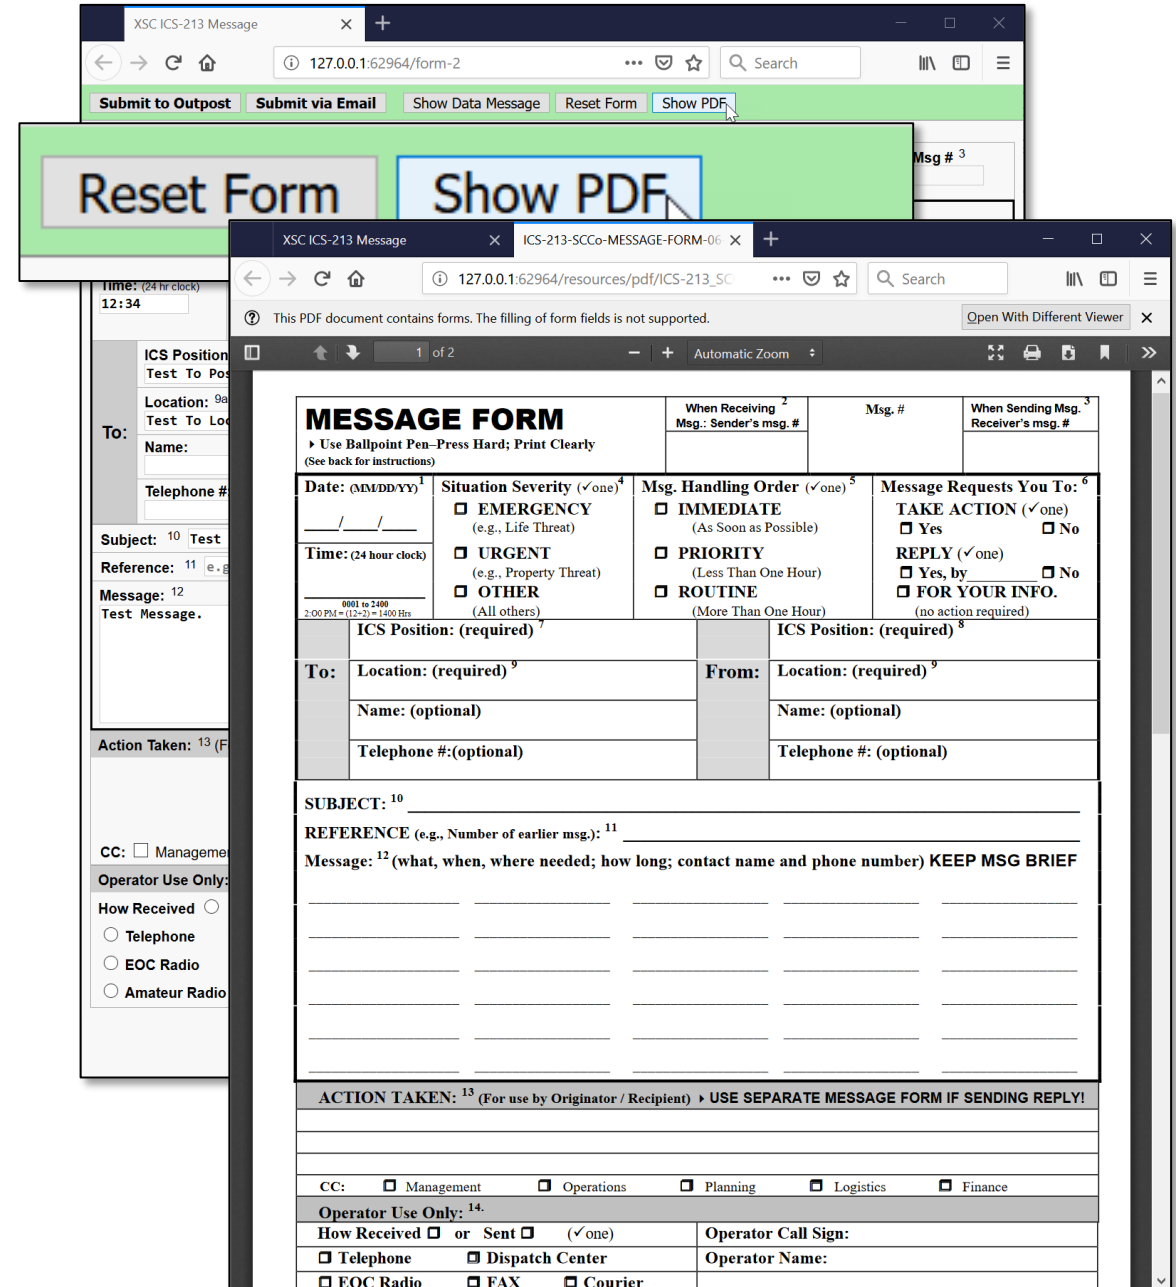 XSC ICS-213 Message
127.0.0.1:62964/form-2
Search
Submit to Outpost Submit via Email Show Data Message Reset Form Show PDF
Msg # 3
Reset Form Show PDF
XSC ICS-213 Message ICS-213-SCCo-MESSAGE-FORM-06
127.0.0.1:62964/resources/pdf/ICS-213_SC
Search
This PDF document contains forms. The filling of form fields is not supported. Open With Different Viewer
1 of 2 Automatic Zoom
Time: (24 hr clock)
12:34
ICS Position
Test To Pos
Location: 9a
Test To Loc
To:
Name:
Telephone #:
Subject: 10 Test
Reference: 11 e.g
Message: 12
Test Message.
Action Taken: 13 (F
CC: Manageme
Operator Use Only:
How Received
Telephone
EOC Radio
Amateur Radio
MESSAGE FORM
Use Ballpoint Pen–Press Hard; Print Clearly
(See back for instructions)
When Receiving 2
Msg.: Sender's msg. #
Msg. #
When Sending Msg. 3
Receiver's msg. #
Date: (MM/DD/YY)1 Situation Severity (✓one)4 Msg. Handling Order (✓one) 5 Message Requests You To: 6
EMERGENCY IMMEDIATE TAKE ACTION (✓one)
____/____/____ (e.g., Life Threat) (As Soon as Possible) Yes No
Time: (24 hour clock) URGENT PRIORITY REPLY (✓one)
(e.g., Property Threat) (Less Than One Hour) Yes, by________ No
OTHER ROUTINE FOR YOUR INFO.
0001 to 2400
2:OO PM = (12+2) = 1400 Hrs (All others) (More Than One Hour) (no action required)
ICS Position: (required) 7 ICS Position: (required) 8
To: Location: (required) 9 From: Location: (required) 9
Name: (optional) Name: (optional)
Telephone #:(optional) Telephone #: (optional)
SUBJECT: 10
REFERENCE (e.g., Number of earlier msg.): 11
Message: 12 (what, when, where needed; how long; contact name and phone number) KEEP MSG BRIEF
ACTION TAKEN: 13 (For use by Originator / Recipient) USE SEPARATE MESSAGE FORM IF SENDING REPLY!
CC: Management Operations Planning Logistics Finance
Operator Use Only: 14.
How Received or Sent (✓one) Operator Call Sign:
Telephone Dispatch Center Operator Name:
EOC Radio FAX Courier